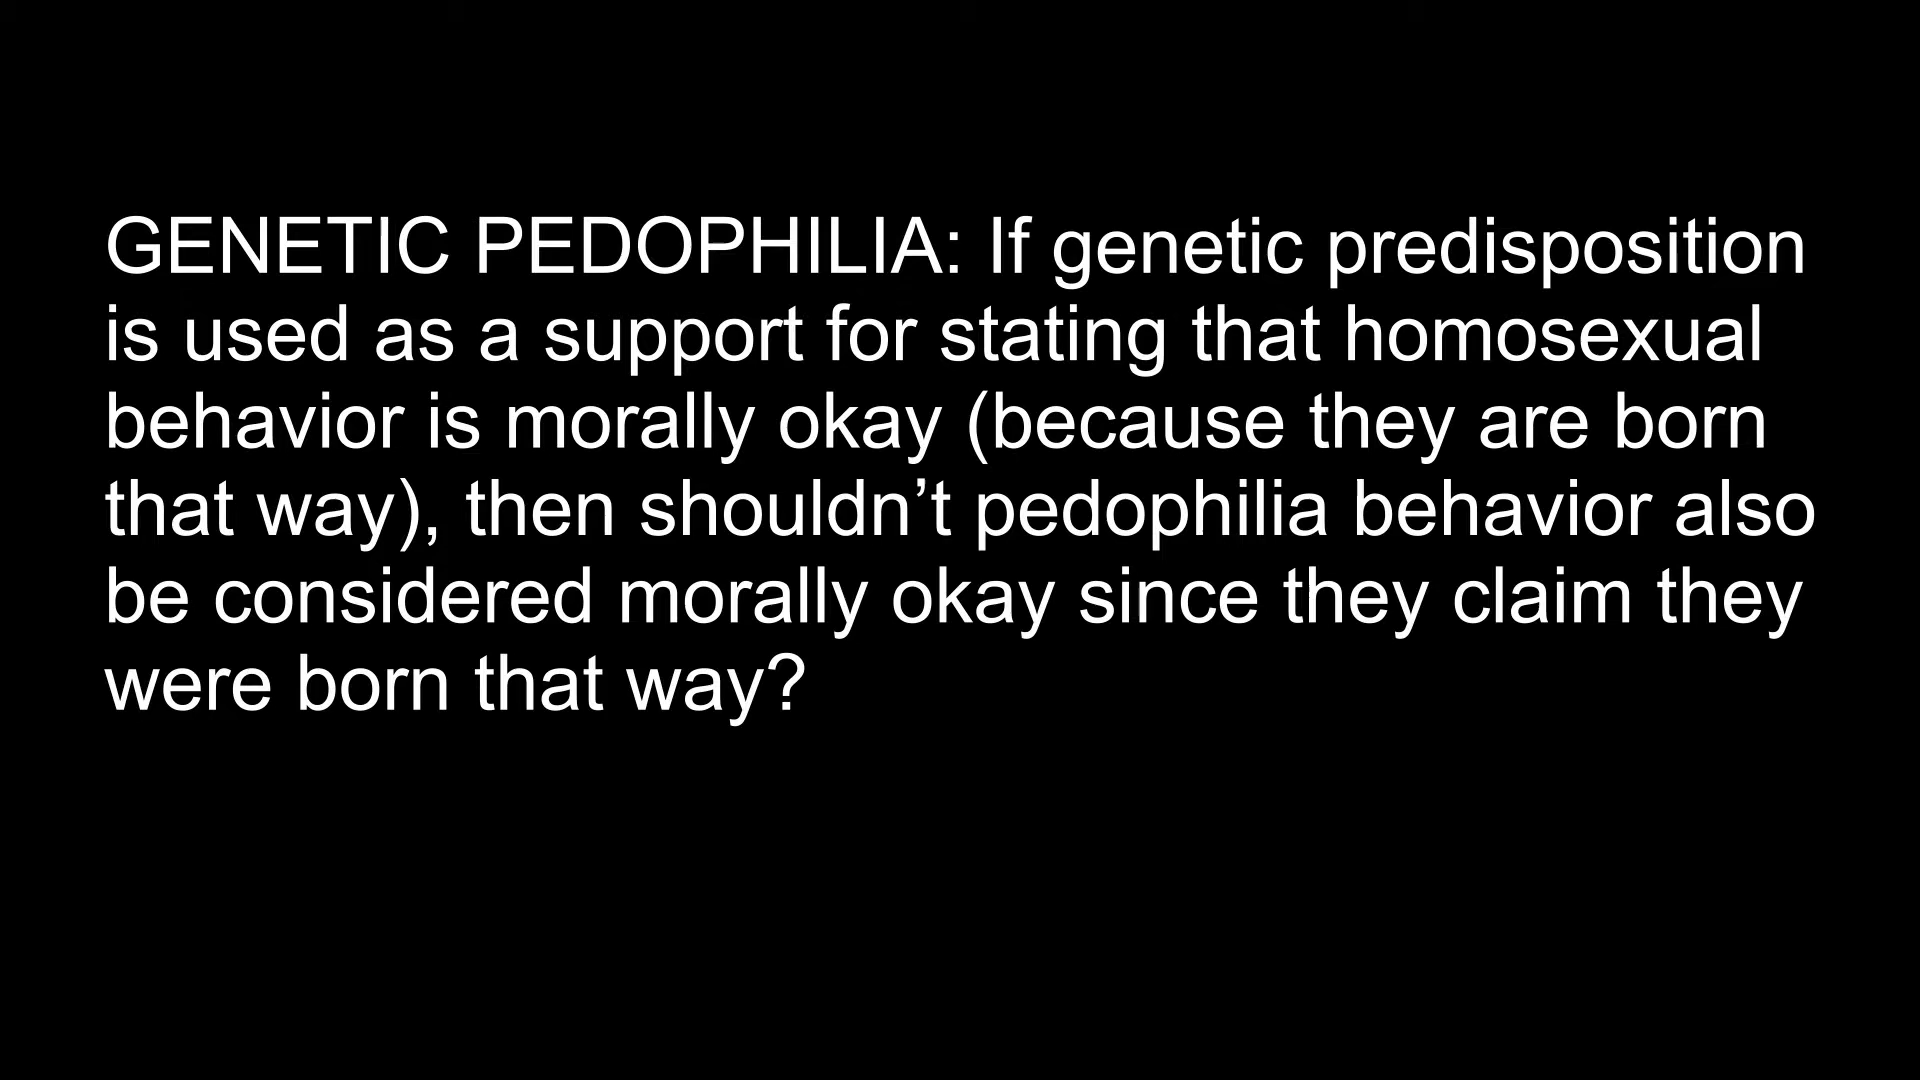 GENETIC PEDOPHILIA: If genetic predisposition
is used as a support for stating that homosexual
behavior is morally okay (because they are born
that way), then shouldn’t pedophilia behavior also
be considered morally okay since they claim they
were born that way?